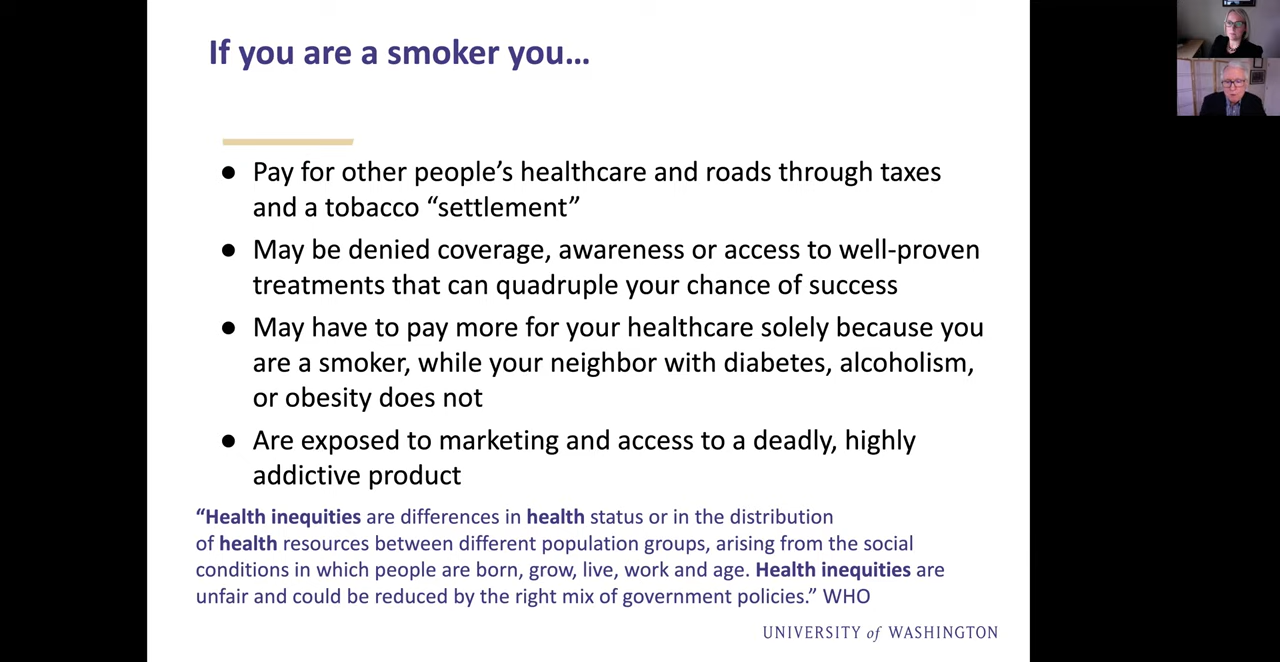 If you are a smoker you…
● Pay for other people’s healthcare and roads through taxes
and a tobacco “settlement”
● May be denied coverage, awareness or access to well-proven
treatments that can quadruple your chance of success
● May have to pay more for your healthcare solely because you
are a smoker, while your neighbor with diabetes, alcoholism,
or obesity does not
● Are exposed to marketing and access to a deadly, highly
addictive product
“Health inequities are differences in health status or in the distribution
of health resources between different population groups, arising from the social
conditions in which people are born, grow, live, work and age. Health inequities are
unfair and could be reduced by the right mix of government policies.” WHO
UNIVERSITY of WASHINGTON